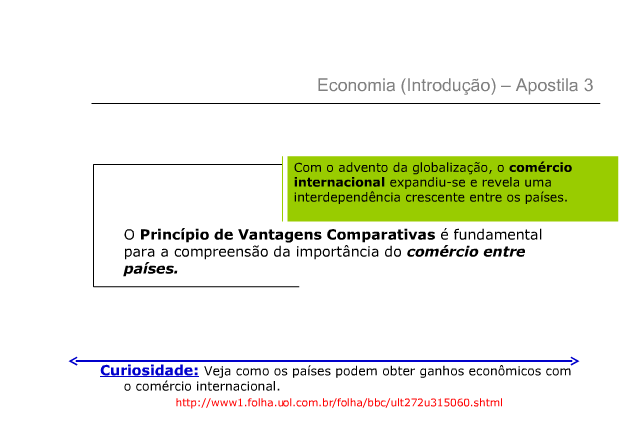 Economia (Introdução) – Apostila 3
Com o advento da globalização, o comércio
internacional expandiu-se e revela uma
interdependência crescente entre os países.
O Princípio de Vantagens Comparativas é fundamental
para a compreensão da importância do comércio entre
países.
Curiosidade: Veja como os países podem obter ganhos econômicos com
o comércio internacional.
http://www1.folha.uol.com.br/folha/bbc/ult272u315060.shtml